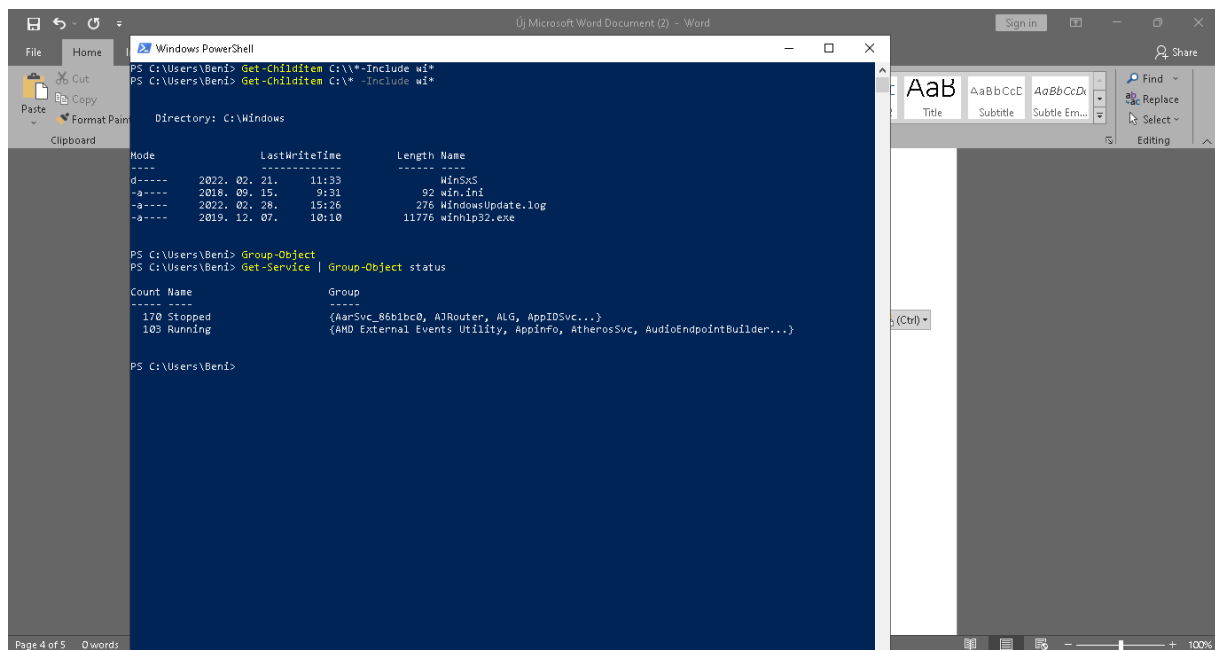 Új Microsoft Word Document (2) - Word
Sign in
File Home
Share
Windows PowerShell
Cut
Copy
Paste
Format Pain
Clipboard
PS C:\Users\Beni> Get-Childitem C:\\*-Include wi*
PS C:\Users\Beni> Get-Childitem C:\* -Include wi*
Directory: C:\Windows
Mode LastWriteTime Length Name
---- ------------- ------ ----
d----- 2022. 02. 21. 11:33 WinSxS
-a---- 2018. 09. 15. 9:31 92 win.ini
-a---- 2022. 02. 28. 15:26 276 WindowsUpdate.log
-a---- 2019. 12. 07. 10:10 11776 winhlp32.exe
PS C:\Users\Beni> Group-Object
PS C:\Users\Beni> Get-Service | Group-Object status
Count Name Group
----- ---- -----
170 Stopped {AarSvc_86b1bc0, AJRouter, ALG, AppIDSvc...}
103 Running {AMD External Events Utility, Appinfo, AtherosSvc, AudioEndpointBuilder...}
PS C:\Users\Beni>
AaB AaBbCcD AaBbCcDc
Title Subtitle Subtle Em...
Find
Replace
Select
Editing
(Ctrl)
Page 4 of 5 0 words
100%